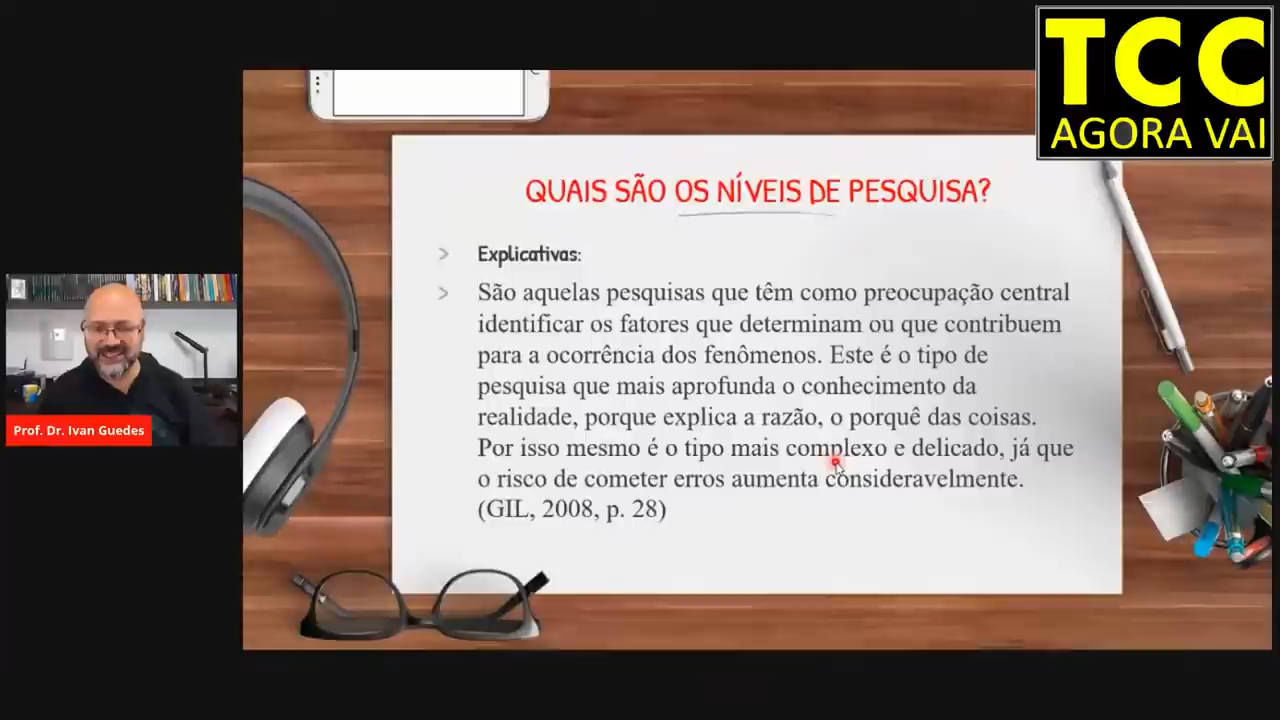 TCC
AGORA VAI
QUAIS SÃO OS NÍVEIS DE PESQUISA?
Explicativas:
São aquelas pesquisas que têm como preocupação central
identificar os fatores que determinam ou que contribuem
para a ocorrência dos fenômenos. Este é o tipo de
pesquisa que mais aprofunda o conhecimento da
realidade, porque explica a razão, o porquê das coisas.
Por isso mesmo é o tipo mais complexo e delicado, já que
o risco de cometer erros aumenta consideravelmente.
(GIL, 2008, p. 28)
Prof. Dr. Ivan Guedes